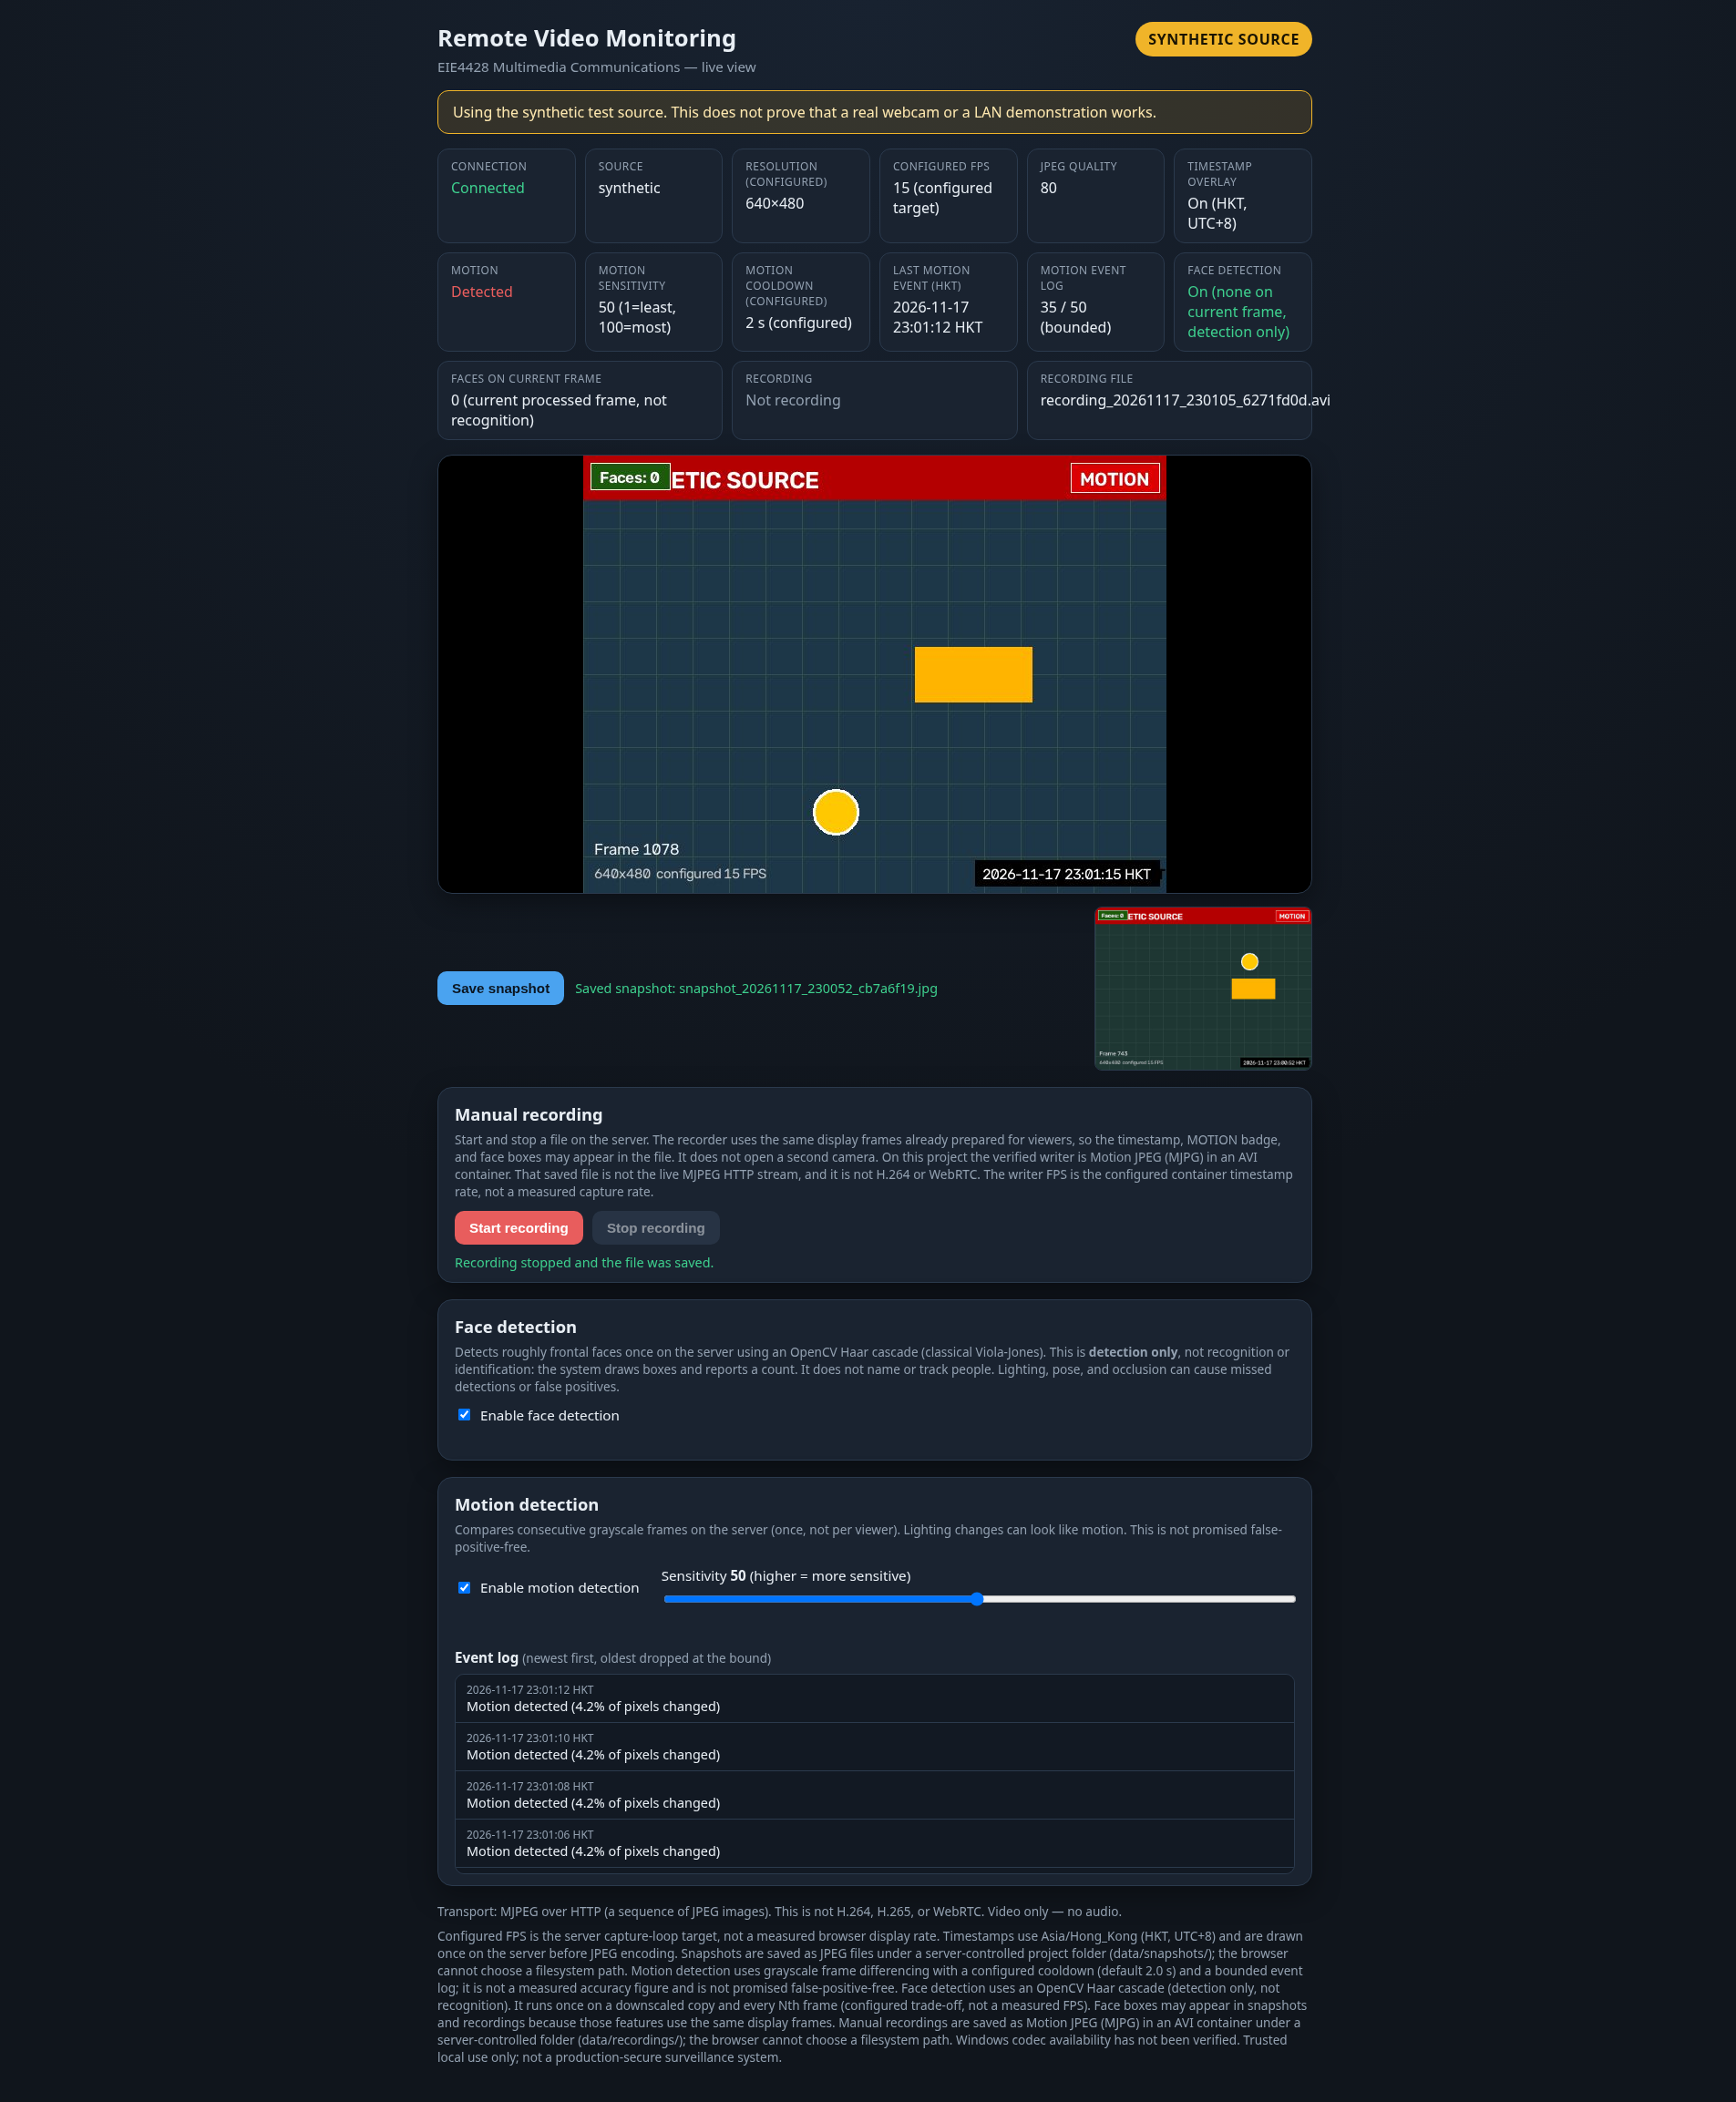 Remote Video Monitoring
SYNTHETIC SOURCE
EIE4428 Multimedia Communications — live view
Using the synthetic test source. This does not prove that a real webcam or a LAN demonstration works.
CONNECTION
Connected
SOURCE
synthetic
RESOLUTION
(CONFIGURED)
640×480
CONFIGURED FPS
15 (configured
target)
JPEG QUALITY
80
TIMESTAMP
OVERLAY
On (HKT,
UTC+8)
MOTION
Detected
MOTION
SENSITIVITY
50 (1=least,
100=most)
MOTION
COOLDOWN
(CONFIGURED)
2 s (configured)
LAST MOTION
EVENT (HKT)
2026-11-17
23:01:12 HKT
MOTION EVENT
LOG
35 / 50
(bounded)
FACE DETECTION
On (none on
current frame,
detection only)
FACES ON CURRENT FRAME
0 (current processed frame, not
recognition)
RECORDING
Not recording
RECORDING FILE
recording_20261117_230105_6271fd0d.avi
Faces: 0 ETIC SOURCE
MOTION
Frame 1078
640x480 configured 15 FPS
2026-11-17 23:01:15 HKT
Faces: 0 ETIC SOURCE
MOTION
Frame 743
640x480 configured 15 FPS
2026-11-17 23:00:52 HKT
Save snapshot
Saved snapshot: snapshot_20261117_230052_cb7a6f19.jpg
Manual recording
Start and stop a file on the server. The recorder uses the same display frames already prepared for viewers, so the timestamp, MOTION badge,
and face boxes may appear in the file. It does not open a second camera. On this project the verified writer is Motion JPEG (MJPG) in an AVI
container. That saved file is not the live MJPEG HTTP stream, and it is not H.264 or WebRTC. The writer FPS is the configured container timestamp
rate, not a measured capture rate.
Start recording
Stop recording
Recording stopped and the file was saved.
Face detection
Detects roughly frontal faces once on the server using an OpenCV Haar cascade (classical Viola-Jones). This is detection only, not recognition or
identification: the system draws boxes and reports a count. It does not name or track people. Lighting, pose, and occlusion can cause missed
detections or false positives.
Enable face detection
Motion detection
Compares consecutive grayscale frames on the server (once, not per viewer). Lighting changes can look like motion. This is not promised false-
positive-free.
Enable motion detection
Sensitivity 50 (higher = more sensitive)
Event log (newest first, oldest dropped at the bound)
2026-11-17 23:01:12 HKT
Motion detected (4.2% of pixels changed)
2026-11-17 23:01:10 HKT
Motion detected (4.2% of pixels changed)
2026-11-17 23:01:08 HKT
Motion detected (4.2% of pixels changed)
2026-11-17 23:01:06 HKT
Motion detected (4.2% of pixels changed)
Transport: MJPEG over HTTP (a sequence of JPEG images). This is not H.264, H.265, or WebRTC. Video only — no audio.
Configured FPS is the server capture-loop target, not a measured browser display rate. Timestamps use Asia/Hong_Kong (HKT, UTC+8) and are drawn
once on the server before JPEG encoding. Snapshots are saved as JPEG files under a server-controlled project folder (data/snapshots/); the browser
cannot choose a filesystem path. Motion detection uses grayscale frame differencing with a configured cooldown (default 2.0 s) and a bounded event
log; it is not a measured accuracy figure and is not promised false-positive-free. Face detection uses an OpenCV Haar cascade (detection only, not
recognition). It runs once on a downscaled copy and every Nth frame (configured trade-off, not a measured FPS). Face boxes may appear in snapshots
and recordings because those features use the same display frames. Manual recordings are saved as Motion JPEG (MJPG) in an AVI container under a
server-controlled folder (data/recordings/); the browser cannot choose a filesystem path. Windows codec availability has not been verified. Trusted
local use only; not a production-secure surveillance system.